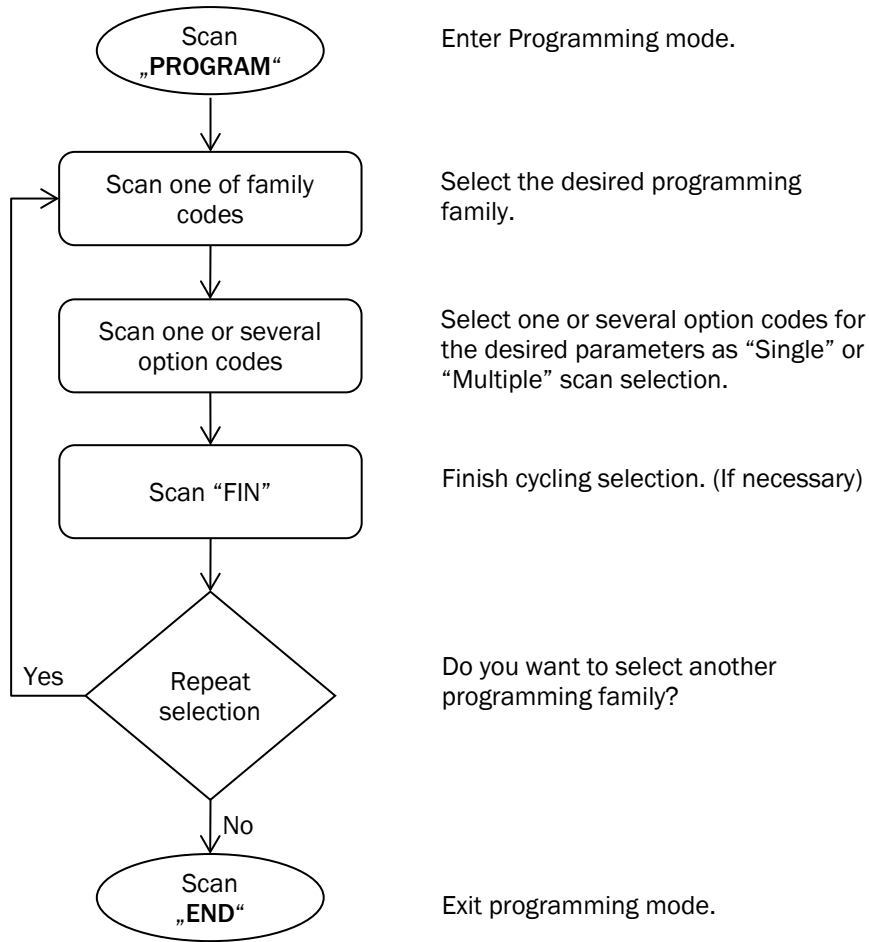 Scan
„PROGRAM“
Enter Programming mode.
Scan one of family
codes
Select the desired programming
family.
Scan one or several
option codes
Select one or several option codes for
the desired parameters as “Single” or
“Multiple” scan selection.
Scan “FIN”
Finish cycling selection. (If necessary)
Yes
Repeat
selection
Do you want to select another
programming family?
No
Scan
„END“
Exit programming mode.